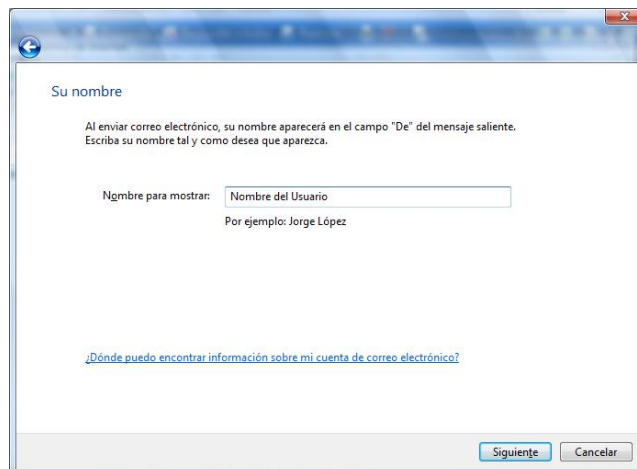 Su nombre
Al enviar correo electrónico, su nombre aparecerá en el campo "De" del mensaje saliente.
Escriba su nombre tal y como desea que aparezca.
Nombre para mostrar: Nombre del Usuario
Por ejemplo: Jorge López
¿Dónde puedo encontrar información sobre mi cuenta de correo electrónico?
Siguiente Cancelar